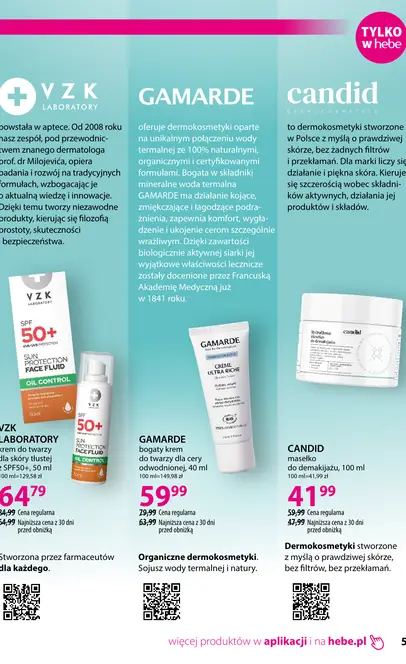 TYLKO
W hebe
VZK
LABORATORY
powstała w aptece. Od 2008 roku
nasz zespół, pod przewodnic-
twem znanego dermatologa
prof. dr Milojevića, opiera
badania i rozwój na tradycyjnych
formułach, wzbogacając je
o aktualną wiedzę i innowacje.
Dzięki temu tworzy niezawodne
produkty, kierując się filozofią
prostoty, skuteczności
i bezpieczeństwa.
GAMARDE
oferuje dermokosmetyki oparte
na unikalnym połączeniu wody
termalnej ze 100% naturalnymi,
organicznymi i certyfikowanymi
formułami. Bogata w składniki
mineralne woda termalna
GAMARDE ma działanie kojące,
zmiękczające i łagodzące podra-
żnienia, zapewnia komfort, wygła-
dzenie i ukojenie cerom szczególnie
wrażliwym. Dzięki zawartości
biologicznie aktywnej siarki jej
wyjątkowe właściwości lecznicze
zostały docenione przez Francuską
Akademię Medyczną już
w 1841 roku.
candid
to dermokosmetyki stworzone
w Polsce z myślą o prawdziwej
skórze, bez żadnych filtrów
i przekłamań. Dla marki liczy się
działanie i piękna skóra. Kieruje
się szczerością wobec składni-
ków aktywnych, działania jej
produktów i składów.
VZK
LABORATORY
SPF
50+
SUN
PROTECTION
FACE FLUID
OIL CONTROL
VZK
SPF
50+
SUN
PROTECTION
FACE FLUID
OIL CONTROL
GAMARDE
CRÈME
ULTRA RICHE
candid
VZK
LABORATORY
krem do twarzy
dla skóry tłustej
z SPF50+, 50 ml
100 ml=129,58 zł
64 79
84,99 Cena regularna
64,99 Najniższa cena z 30 dni
przed obniżką
Stworzona przez farmaceutów
dla każdego.
GAMARDE
bogaty krem
do twarzy dla cery
odwodnionej, 40 ml
100 ml=149,98 zł
59 99
79,99 Cena regularna
63,99 Najniższa cena z 30 dni
przed obniżką
Organiczne dermokosmetyki.
Sojusz wody termalnej i natury.
CANDID
masełko
do demakijażu, 100 ml
100 ml=41,99 zł
41 99
59,99 Cena regularna
47,99 Najniższa cena z 30 dni
przed obniżką
Dermokosmetyki stworzone
z myślą o prawdziwej skórze,
bez filtrów, bez przekłamań.
więcej produktów w aplikacji i na hebe.pl
5